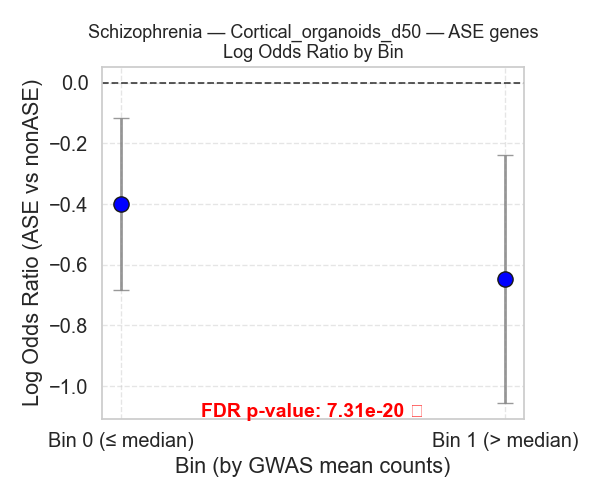 Schizophrenia — Cortical_organoids_d50 — ASE genes
Log Odds Ratio by Bin
Log Odds Ratio (ASE vs nonASE)
0.0
−0.2
−0.4
−0.6
−0.8
−1.0
FDR p-value: 7.31e-20
Bin 0 (≤ median) Bin 1 (> median)
Bin (by GWAS mean counts)